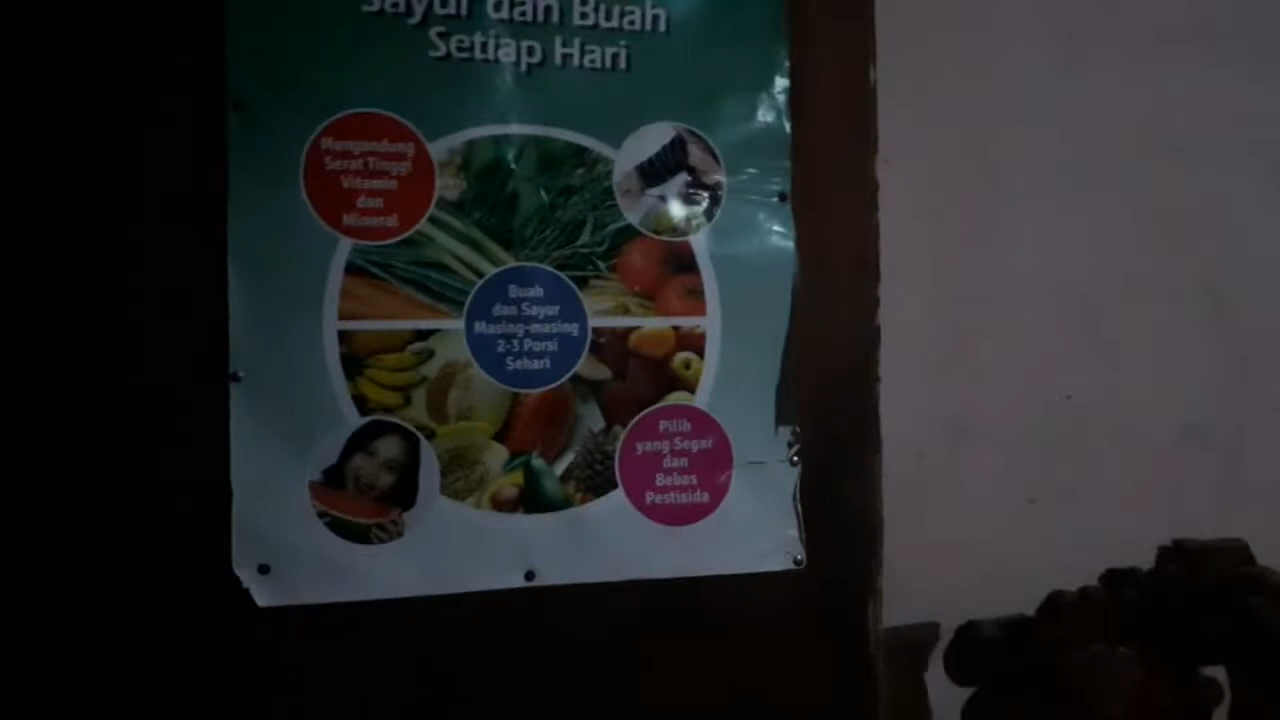 Sayur dan Buah
Setiap Hari
Mengandung
Serat Tinggi
Vitamin
dan
Mineral
Buah
dan Sayur
Masing-masing
2-3 Porsi
Sehari
Pilih
yang Segar
dan
Bebas
Pestisida